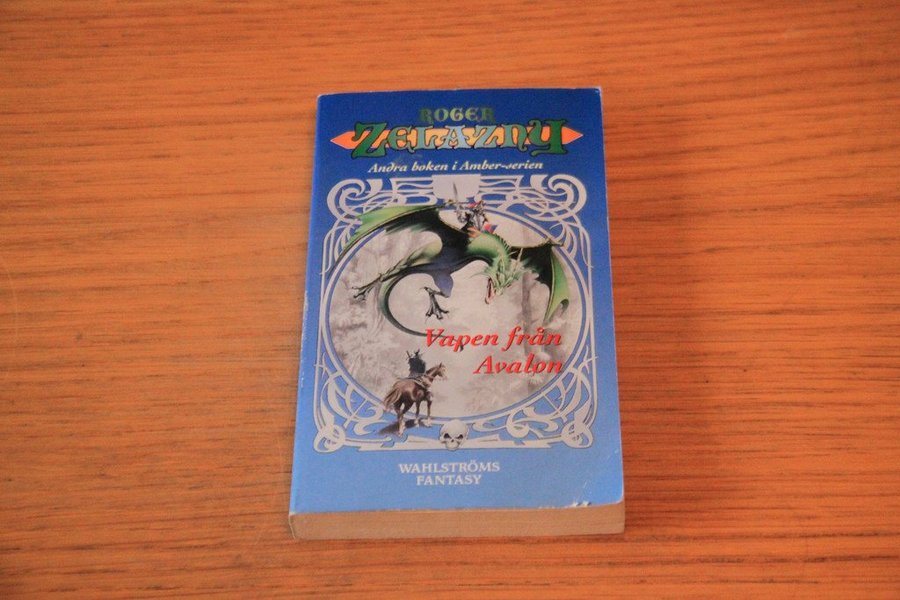 ROGER
ZELAZNY
Andra boken i Amber-serien
Vapen från
Avalon
WAHLSTRÖMS
FANTASY